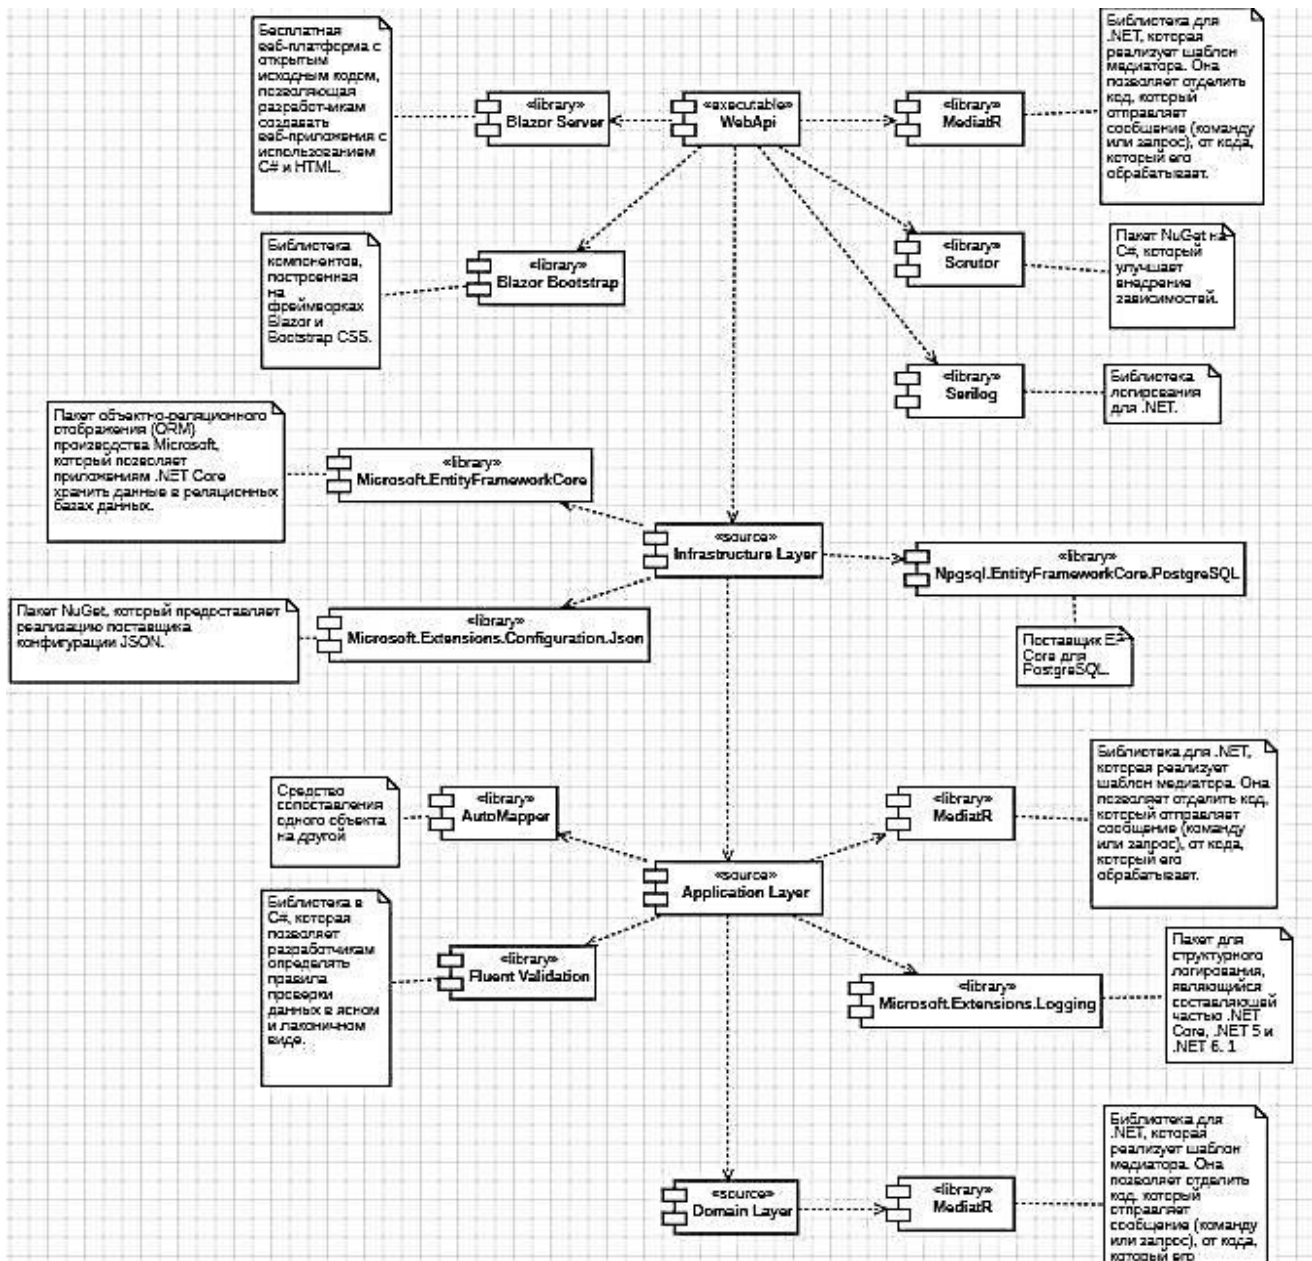 Бесплатная
веб-платформа с
открытым
исходным кодом,
позволяющая
разработчикам
создавать
веб-приложения с
использованием
C# и HTML.
«library»
Blazor Server
«executable»
WebApi
«library»
MediatR
Библиотека для
.NET, которая
реализует шаблон
медиатора. Она
позволяет отделить
код, который
отправляет
сообщение (команду
или запрос), от кода,
который его
обрабатывает.
Библиотека
компонентов,
построенная
на
фреймворках
Blazor и
Bootstrap CSS.
«library»
Blazor Bootstrap
«library»
Scrutor
Пакет NuGet на
C#, который
улучшает
внедрение
зависимостей.
«library»
Serilog
Библиотека
логирования
для .NET.
Пакет объектно-реляционного
отображения (ORM)
производства Microsoft,
который позволяет
приложениям .NET Core
хранить данные в реляционных
базах данных.
«library»
Microsoft.EntityFrameworkCore
«source»
Infrastructure Layer
«library»
Npgsql.EntityFrameworkCore.PostgreSQL
Пакет NuGet, который предоставляет
реализацию поставщика
конфигурации JSON.
«library»
Microsoft.Extensions.Configuration.Json
Поставщик EF
Core для
PostgreSQL.
Средство
сопоставления
одного объекта
на другой
«library»
AutoMapper
«library»
MediatR
Библиотека для .NET,
которая реализует
шаблон медиатора. Она
позволяет отделить код,
который отправляет
сообщение (команду
или запрос), от кода,
который его
обрабатывает.
«source»
Application Layer
Библиотека в
C#, которая
позволяет
разработчикам
определять
правила
проверки
данных в ясном
и лаконичном
виде.
«library»
Fluent Validation
«library»
Microsoft.Extensions.Logging
Пакет для
структурного
логирования,
являющийся
составляющей
частью .NET
Core, .NET 5 и
.NET 6. 1
«source»
Domain Layer
«library»
MediatR
Библиотека для
.NET, которая
реализует шаблон
медиатора. Она
позволяет отделить
код, который
отправляет
сообщение (команду
или запрос), от кода,
который его